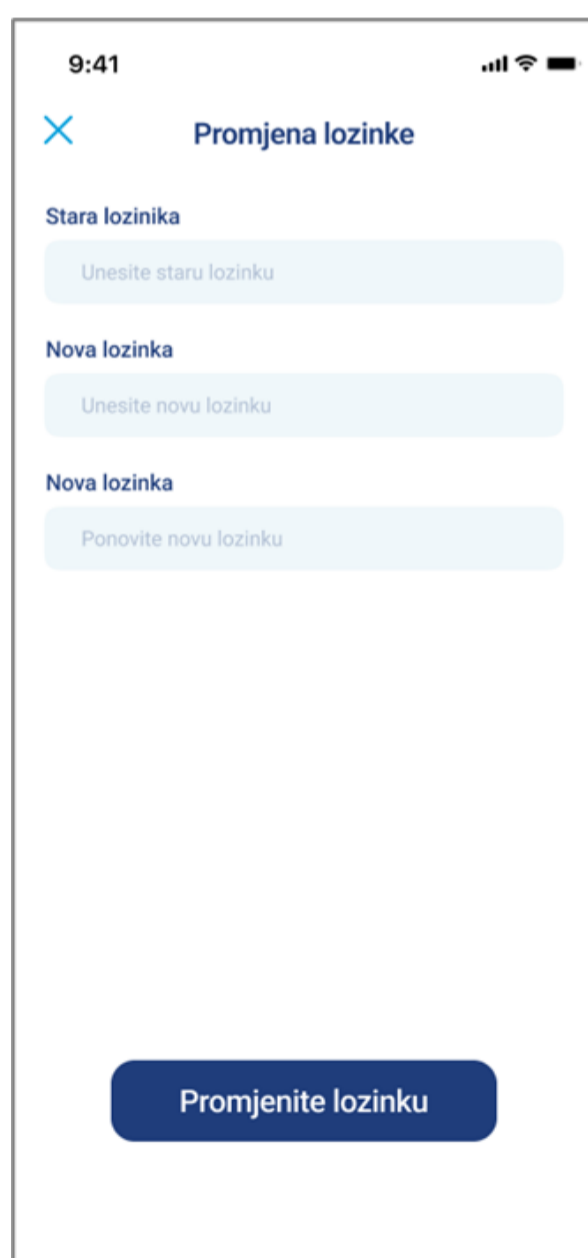 9:41
Promjena lozinke
Stara lozinika
Unesite staru lozinku
Nova lozinka
Unesite novu lozinku
Nova lozinka
Ponovite novu lozinku
Promjenite lozinku